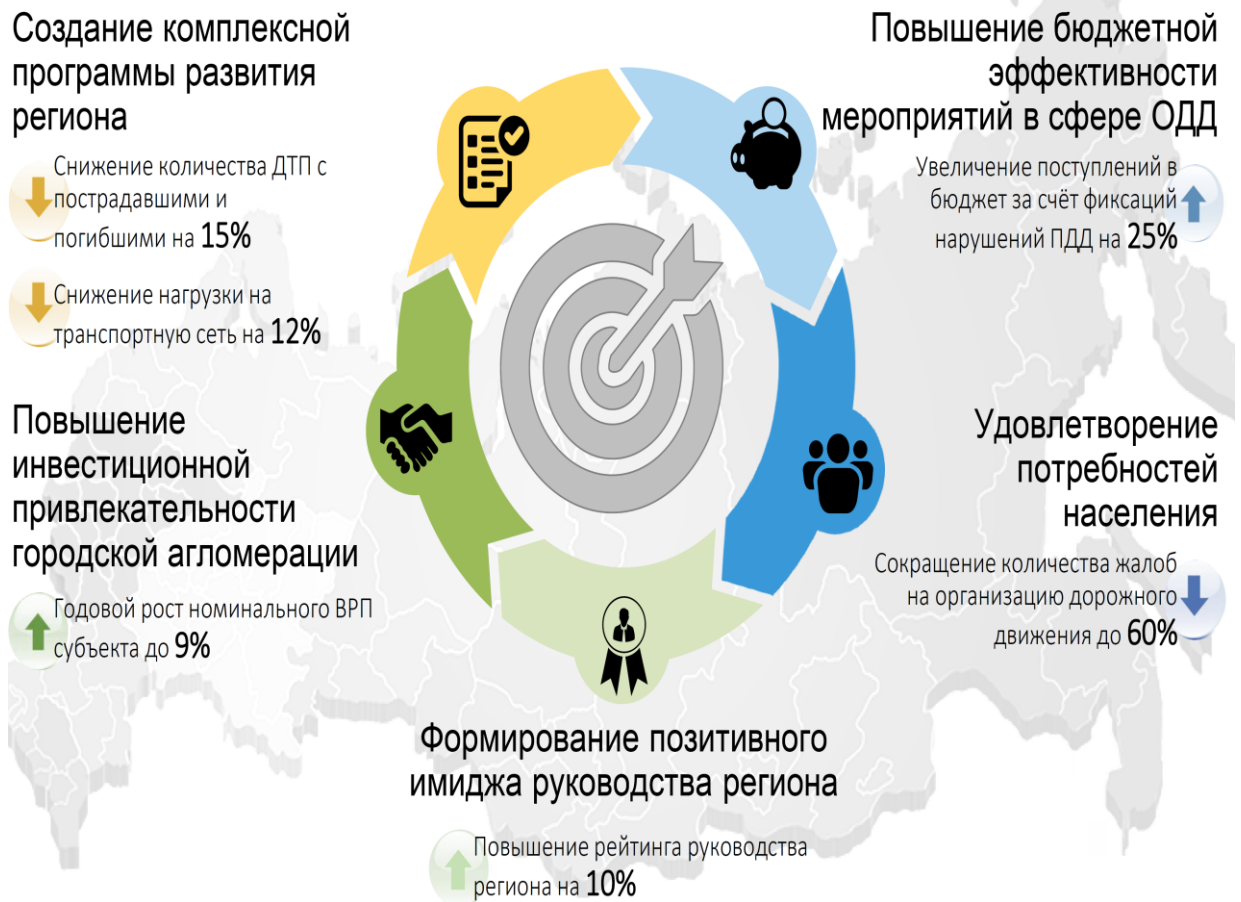 Создание комплексной
программы развития
региона
Снижение количества ДТП с
пострадавшими и
погибшими на 15%
Снижение нагрузки на
транспортную сеть на 12%
Повышение бюджетной
эффективности
мероприятий в сфере ОДД
Увеличение поступлений в
бюджет за счёт фиксаций
нарушений ПДД на 25%
Повышение
инвестиционной
привлекательности
городской агломерации
Годовой рост номинального ВРП
субъекта до 9%
Удовлетворение
потребностей
населения
Сокращение количества жалоб
на организацию дорожного
движения до 60%
Формирование позитивного
имиджа руководства региона
Повышение рейтинга руководства
региона на 10%